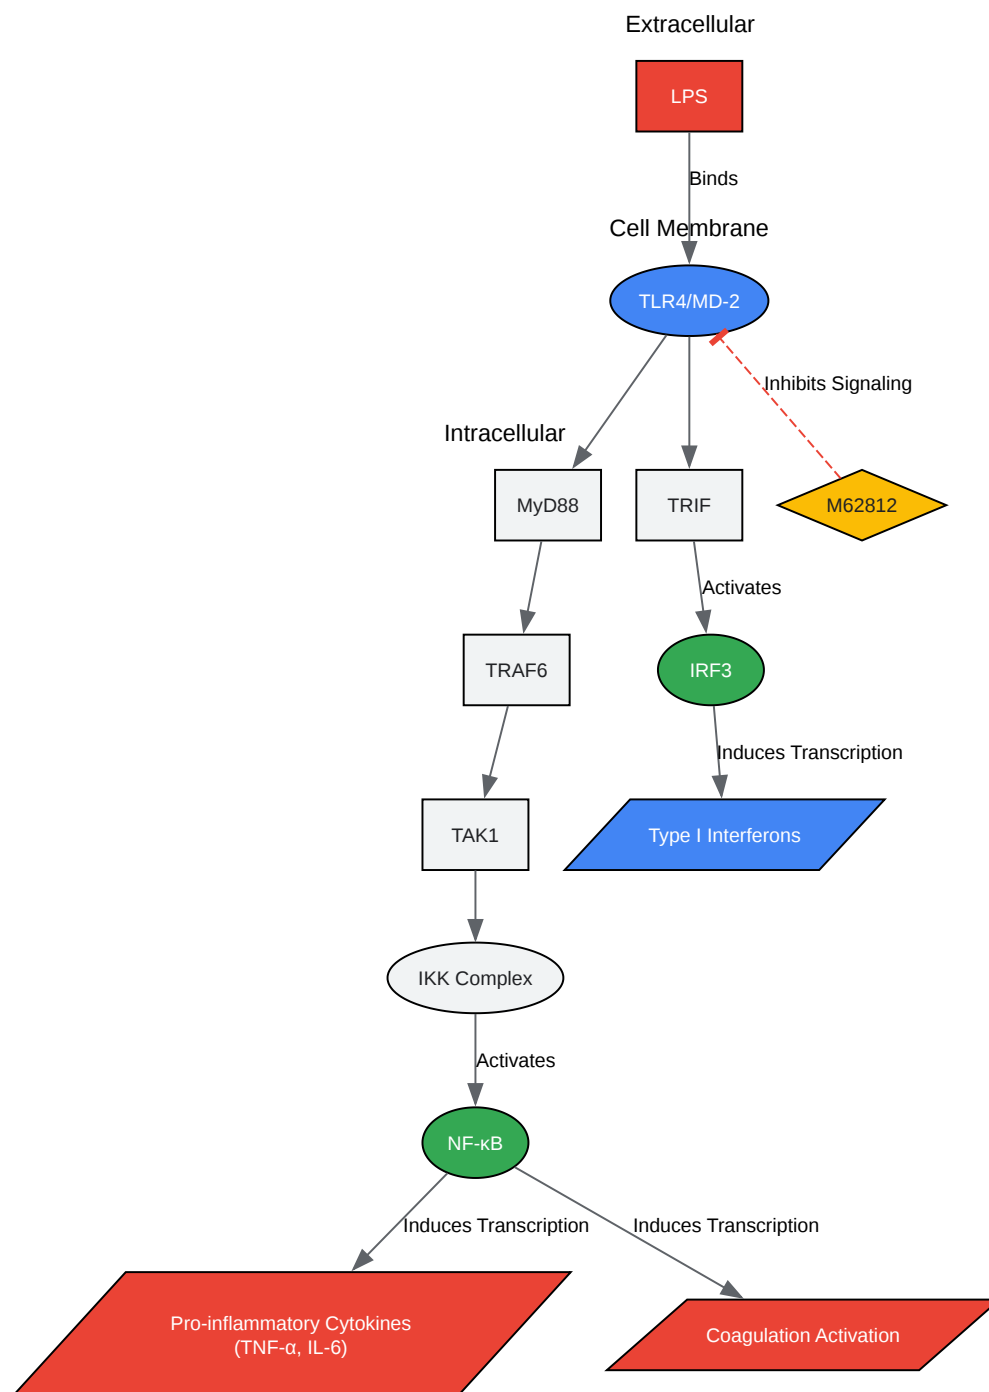 Extracellular
LPS
Binds
Cell Membrane
TLR4/MD-2
Inhibits Signaling
Intracellular
MyD88
TRIF
M62812
Activates
TRAF6
IRF3
Induces Transcription
TAK1
Type I Interferons
IKK Complex
Activates
NF-κB
Induces Transcription
Induces Transcription
Pro-inflammatory Cytokines
(TNF-α, IL-6)
Coagulation Activation